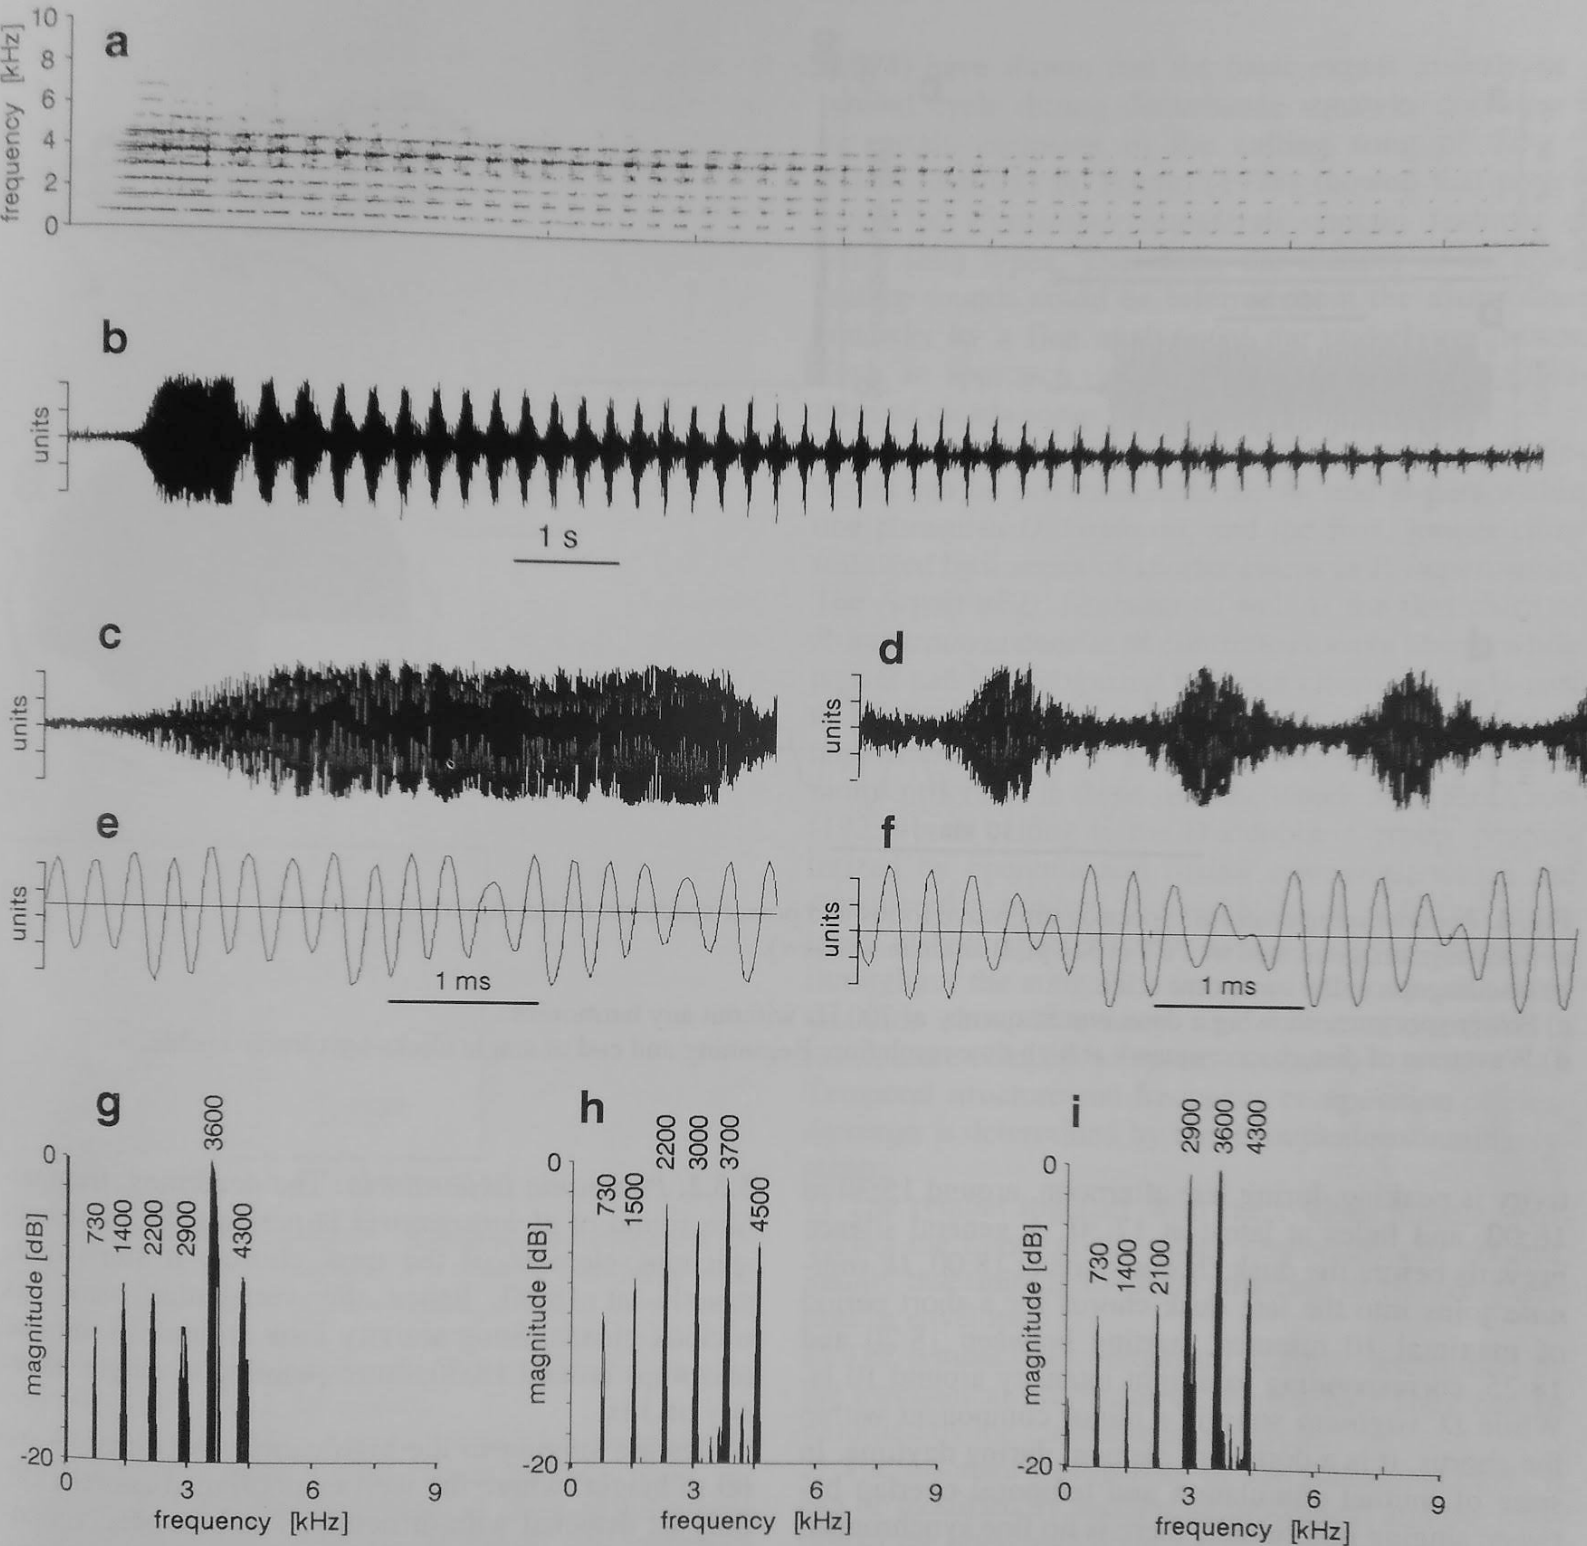 a
frequency [kHz]
10
8
6
4
2
0
b
units
1 s
c
units
d
units
e
units
1 ms
f
units
1 ms
g
magnitude [dB]
0
-20
730
1400
2200
2900
3600
4300
0 3 6 9
frequency [kHz]
h
magnitude [dB]
0
-20
730
1500
2200
3000
3700
4500
0 3 6 9
frequency [kHz]
i
magnitude [dB]
0
-20
730
1400
2100
2900
3600
4300
0 3 6 9
frequency [kHz]